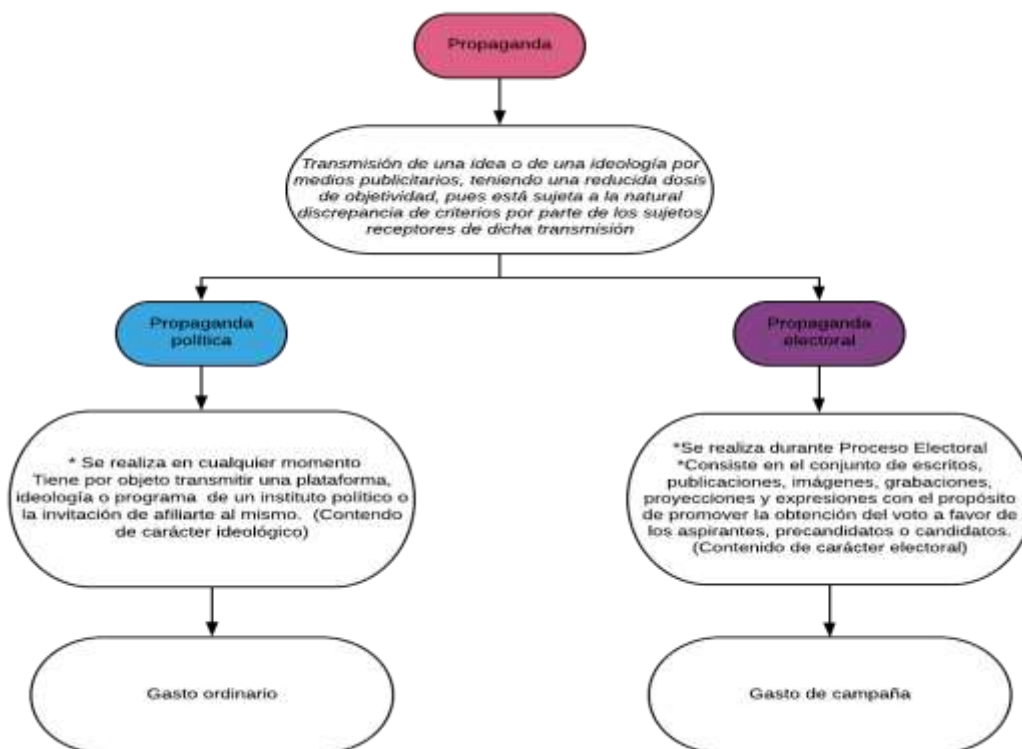 Propaganda
Transmisión de una idea o de una ideología por
medios publicitarios, teniendo una reducida dosis
de objetividad, pues está sujeta a la natural
discrepancia de criterios por parte de los sujetos
receptores de dicha transmisión
Propaganda
política
* Se realiza en cualquier momento
Tiene por objeto transmitir una plataforma,
ideología o programa de un instituto político o
la invitación de afiliarte al mismo. (Contendo
de carácter ideológico)
Gasto ordinario
Propaganda
electoral
*Se realiza durante Proceso Electoral
*Consiste en el conjunto de escritos,
publicaciones, imágenes, grabaciones,
proyecciones y expresiones con el propósito
de promover la obtención del voto a favor de
los aspirantes, precandidatos o candidatos.
(Contenido de carácter electoral)
Gasto de campaña